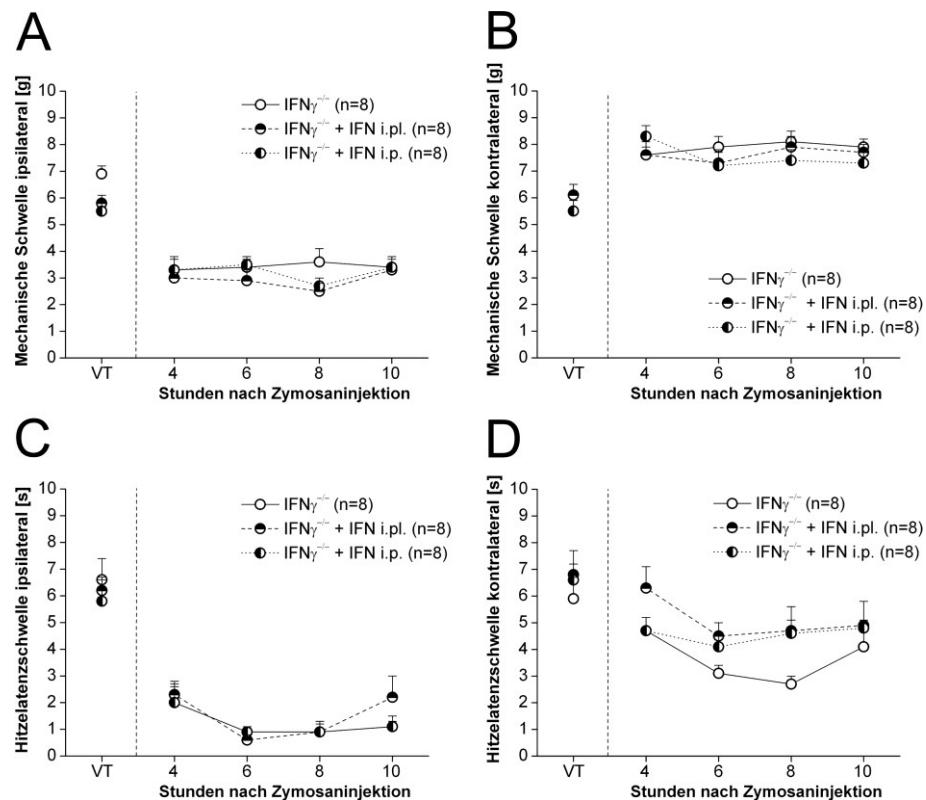 A
Mechanische Schwelle ipsilateral [g]
10
9
8
7
6
5
4
3
2
1
0
IFNγ⁻/⁻ (n=8)
IFNγ⁻/⁻ + IFN i.pl. (n=8)
IFNγ⁻/⁻ + IFN i.p. (n=8)
VT 4 6 8 10
Stunden nach Zymosaninjektion
B
Mechanische Schwelle kontralateral [g]
10
9
8
7
6
5
4
3
2
1
0
IFNγ⁻/⁻ (n=8)
IFNγ⁻/⁻ + IFN i.pl. (n=8)
IFNγ⁻/⁻ + IFN i.p. (n=8)
VT 4 6 8 10
Stunden nach Zymosaninjektion
C
Hitzelatenzschwelle ipsilateral [s]
10
9
8
7
6
5
4
3
2
1
0
IFNγ⁻/⁻ (n=8)
IFNγ⁻/⁻ + IFN i.pl. (n=8)
IFNγ⁻/⁻ + IFN i.p. (n=8)
VT 4 6 8 10
Stunden nach Zymosaninjektion
D
Hitzelatenzschwelle kontralateral [s]
10
9
8
7
6
5
4
3
2
1
0
IFNγ⁻/⁻ (n=8)
IFNγ⁻/⁻ + IFN i.pl. (n=8)
IFNγ⁻/⁻ + IFN i.p. (n=8)
VT 4 6 8 10
Stunden nach Zymosaninjektion